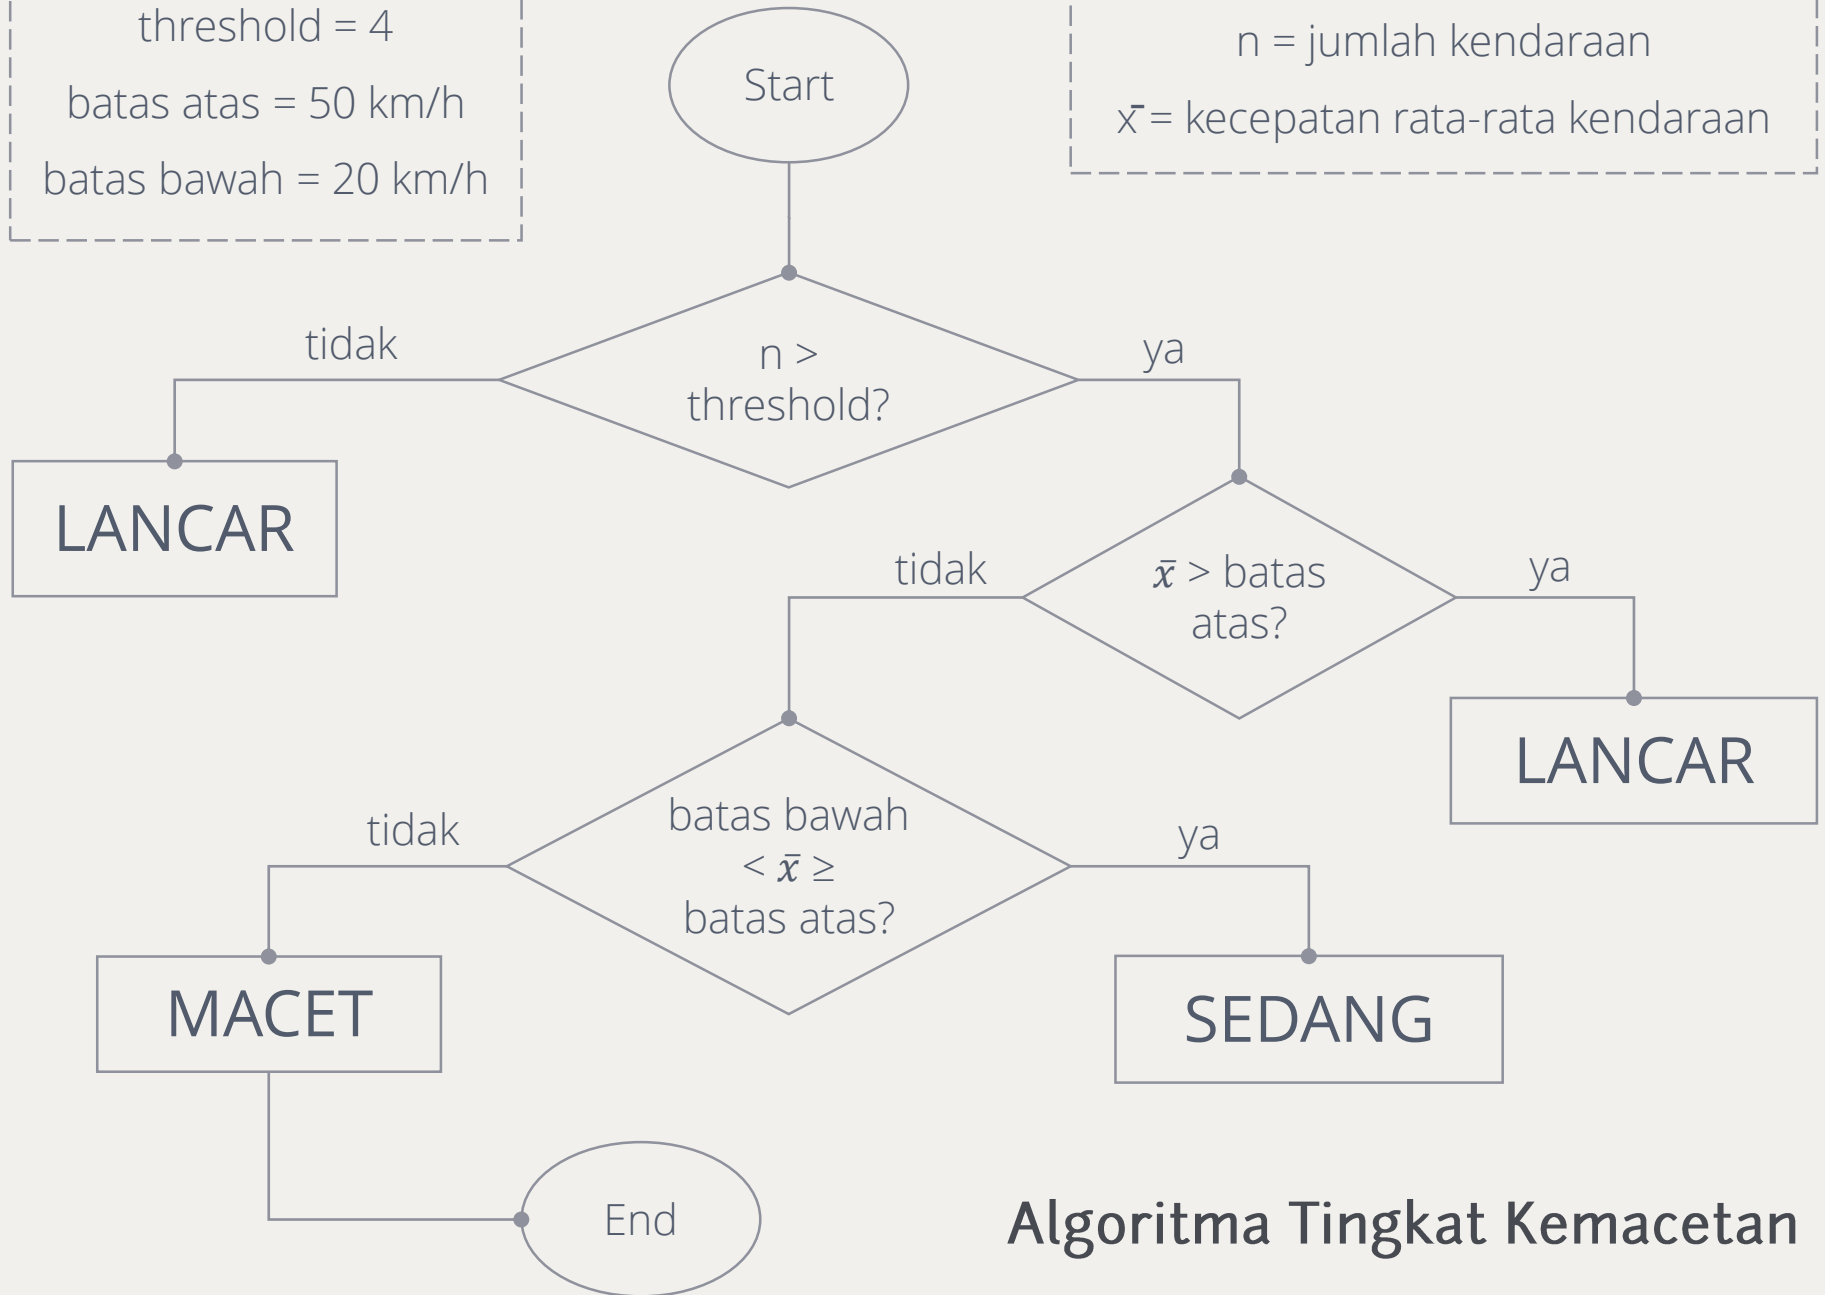 threshold = 4
batas atas = 50 km/h
batas bawah = 20 km/h
Start
n = jumlah kendaraan
x̄ = kecepatan rata-rata kendaraan
n >
threshold?
tidak
ya
LANCAR
x̄ > batas
atas?
tidak
ya
LANCAR
batas bawah
< x̄ ≥
batas atas?
tidak
ya
MACET
SEDANG
End
Algoritma Tingkat Kemacetan